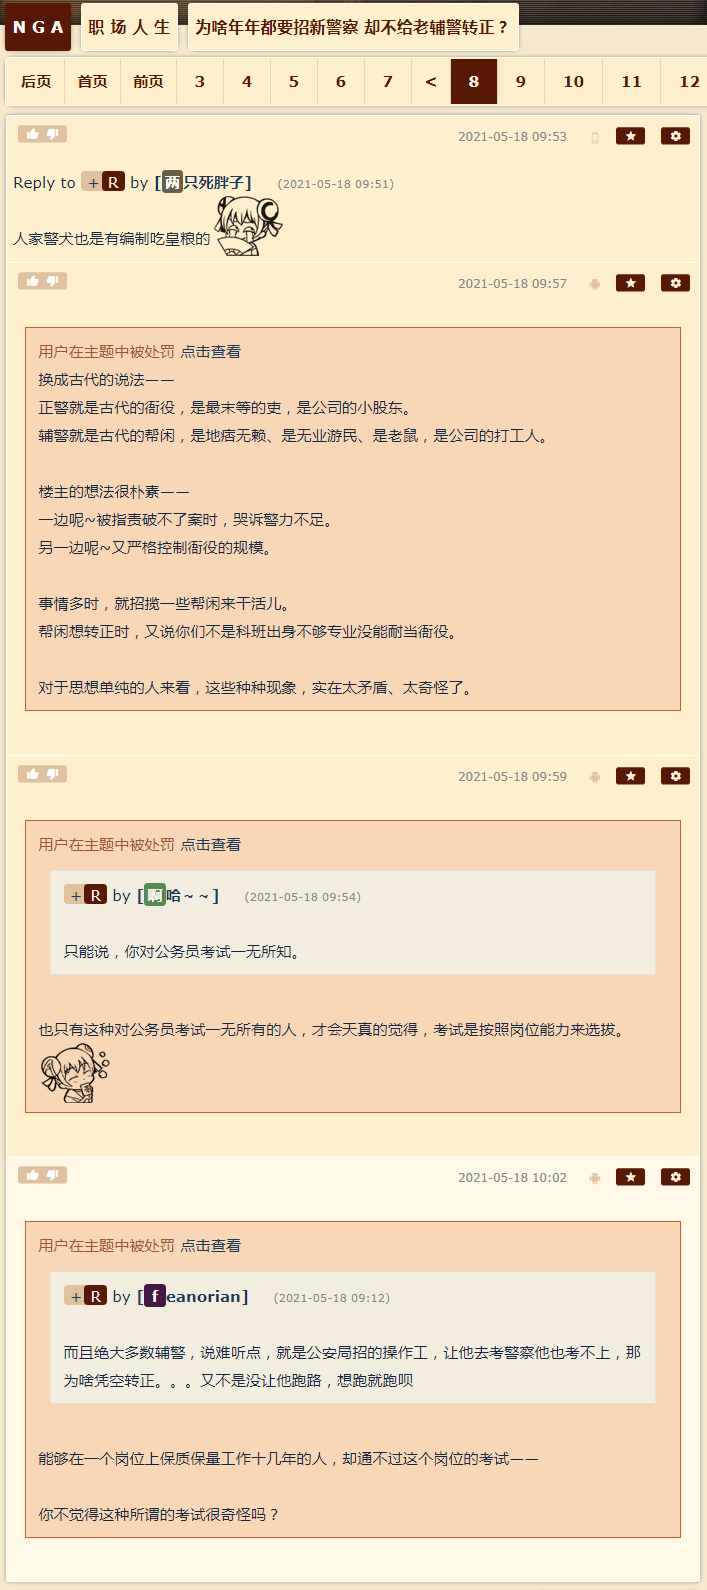 NGA 职场人生 为啥年年都要招新警察 却不给老辅警转正？
后页 首页 前页 3 4 5 6 7 < 8 9 10 11 12
2021-05-18 09:53
Reply to +R by [两只死胖子] (2021-05-18 09:51)
人家警犬也是有编制吃皇粮的
2021-05-18 09:57
用户在主题中被处罚 点击查看
换成古代的说法——
正警就是古代的衙役，是最末等的吏，是公司的小股东。
辅警就是古代的帮闲，是地痞无赖、是无业游民、是老鼠，是公司的打工人。
楼主的想法很朴素——
一边呢~被指责破不了案时，哭诉警力不足。
另一边呢~又严格控制衙役的规模。
事情多时，就招揽一些帮闲来干活儿。
帮闲想转正时，又说你们不是科班出身不够专业没能耐当衙役。
对于思想单纯的人来看，这些种种现象，实在太矛盾、太奇怪了。
2021-05-18 09:59
用户在主题中被处罚 点击查看
+R by [啊哈～～] (2021-05-18 09:54)
只能说，你对公务员考试一无所知。
也只有这种对公务员考试一无所有的人，才会天真的觉得，考试是按照岗位能力来选拔。
2021-05-18 10:02
用户在主题中被处罚 点击查看
+R by [feanorian] (2021-05-18 09:12)
而且绝大多数辅警，说难听点，就是公安局招的操作工，让他去考警察他也考不上，那
为啥凭空转正。。。又不是没让他跑路，想跑就跑呗
能够在一个岗位上保质保量工作十几年的人，却通不过这个岗位的考试——
你不觉得这种所谓的考试很奇怪吗？